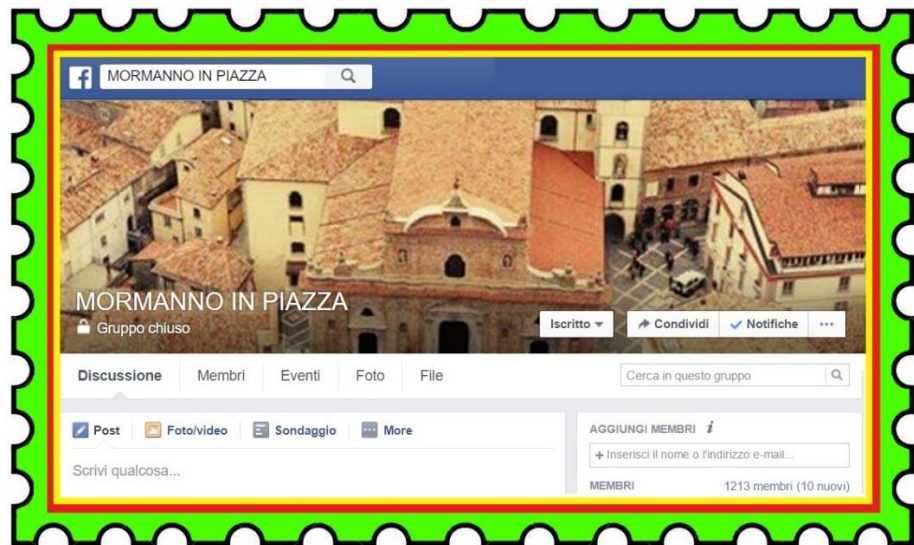 f MORMANNO IN PIAZZA
MORMANNO IN PIAZZA
Gruppo chiuso
Iscritto Condividi Notifiche
Discussione Membri Eventi Foto File Cerca in questo gruppo
Post Foto/video Sondaggio More
Scrivi qualcosa...
AGGIUNGI MEMBRI i
+ Inserisci il nome o l'indirizzo e-mail...
MEMBRI 1213 membri (10 nuovi)